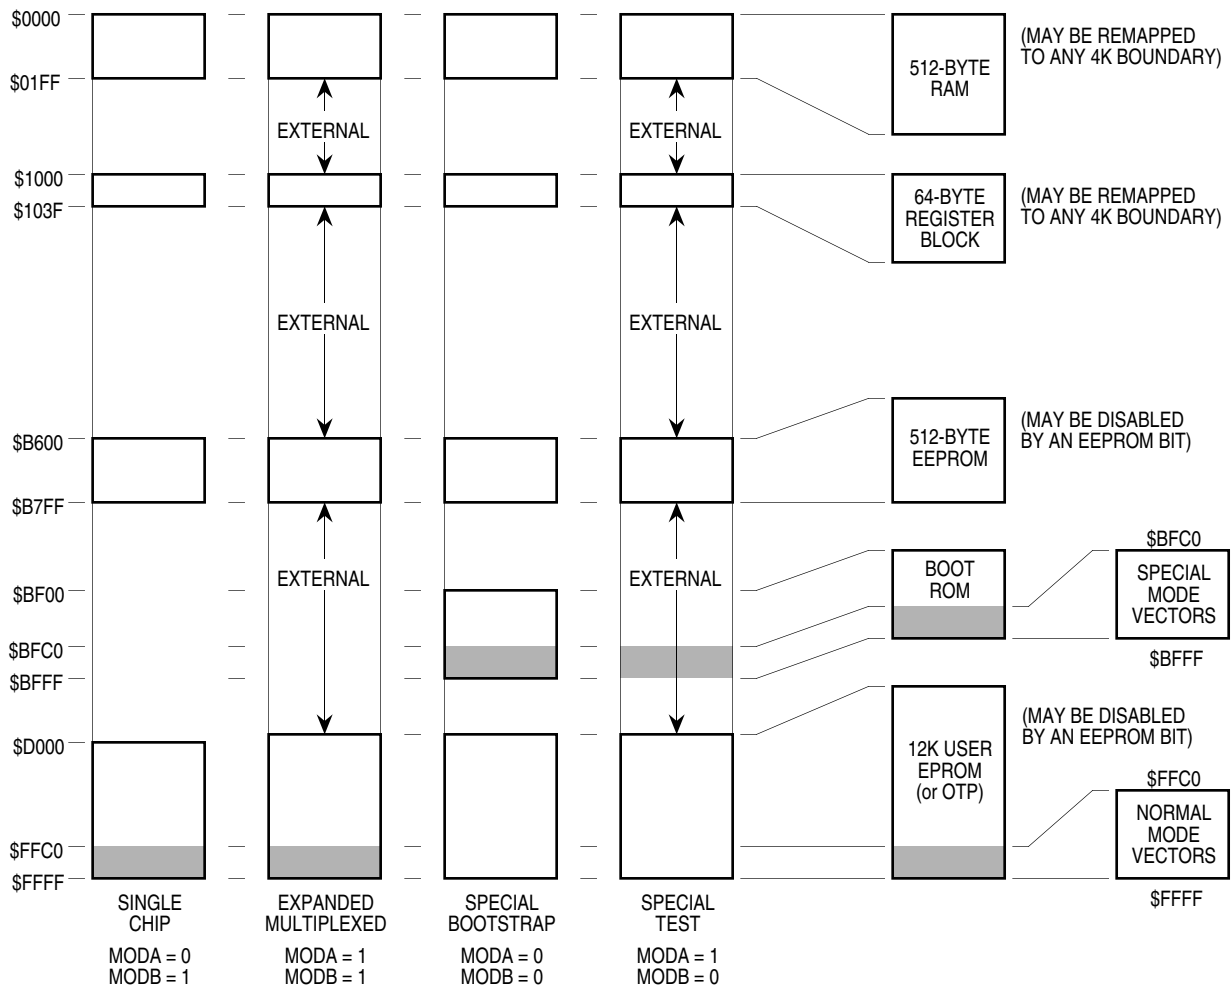 $0000
$01FF
$1000
$103F
$B600
$B7FF
$BF00
$BFC0
$BFFF
$D000
$FFC0
$FFFF
EXTERNAL
EXTERNAL
EXTERNAL
EXTERNAL
EXTERNAL
EXTERNAL
512-BYTE
RAM
(MAY BE REMAPPED
TO ANY 4K BOUNDARY)
64-BYTE
REGISTER
BLOCK
(MAY BE REMAPPED
TO ANY 4K BOUNDARY)
512-BYTE
EEPROM
(MAY BE DISABLED
BY AN EEPROM BIT)
BOOT
ROM
$BFC0
SPECIAL
MODE
VECTORS
$BFFF
12K USER
EPROM
(or OTP)
(MAY BE DISABLED
BY AN EEPROM BIT)
$FFC0
NORMAL
MODE
VECTORS
$FFFF
SINGLE
CHIP
MODA = 0
MODB = 1
EXPANDED
MULTIPLEXED
MODA = 1
MODB = 1
SPECIAL
BOOTSTRAP
MODA = 0
MODB = 0
SPECIAL
TEST
MODA = 1
MODB = 0